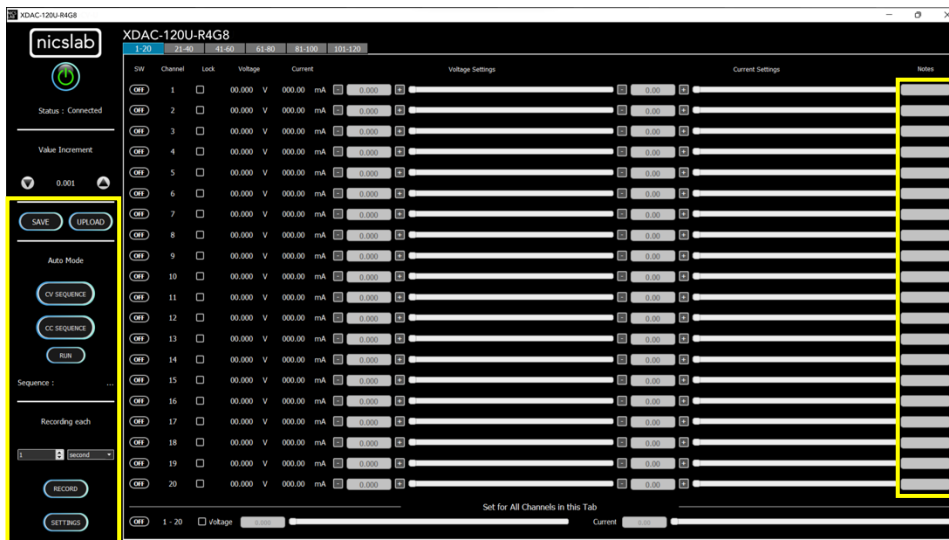 XDAC-120U-R4G8
nicslab
Status : Connected
Value Increment
0.001
SAVE UPLOAD
Auto Mode
CV SEQUENCE
CC SEQUENCE
RUN
Sequence : ...
Recording each
1 second
RECORD
SETTINGS
XDAC-120U-R4G8
1-20 21-40 41-60 61-80 81-100 101-120
SW Channel Lock Voltage Current Voltage Settings Current Settings Notes
OFF 1 00.000 V 000.00 mA - 0.000 + - 0.00 +
OFF 2 00.000 V 000.00 mA - 0.000 + - 0.00 +
OFF 3 00.000 V 000.00 mA - 0.000 + - 0.00 +
OFF 4 00.000 V 000.00 mA - 0.000 + - 0.00 +
OFF 5 00.000 V 000.00 mA - 0.000 + - 0.00 +
OFF 6 00.000 V 000.00 mA - 0.000 + - 0.00 +
OFF 7 00.000 V 000.00 mA - 0.000 + - 0.00 +
OFF 8 00.000 V 000.00 mA - 0.000 + - 0.00 +
OFF 9 00.000 V 000.00 mA - 0.000 + - 0.00 +
OFF 10 00.000 V 000.00 mA - 0.000 + - 0.00 +
OFF 11 00.000 V 000.00 mA - 0.000 + - 0.00 +
OFF 12 00.000 V 000.00 mA - 0.000 + - 0.00 +
OFF 13 00.000 V 000.00 mA - 0.000 + - 0.00 +
OFF 14 00.000 V 000.00 mA - 0.000 + - 0.00 +
OFF 15 00.000 V 000.00 mA - 0.000 + - 0.00 +
OFF 16 00.000 V 000.00 mA - 0.000 + - 0.00 +
OFF 17 00.000 V 000.00 mA - 0.000 + - 0.00 +
OFF 18 00.000 V 000.00 mA - 0.000 + - 0.00 +
OFF 19 00.000 V 000.00 mA - 0.000 + - 0.00 +
OFF 20 00.000 V 000.00 mA - 0.000 + - 0.00 +
Set for All Channels in this Tab
OFF 1 - 20 Voltage 0.000 Current 0.00